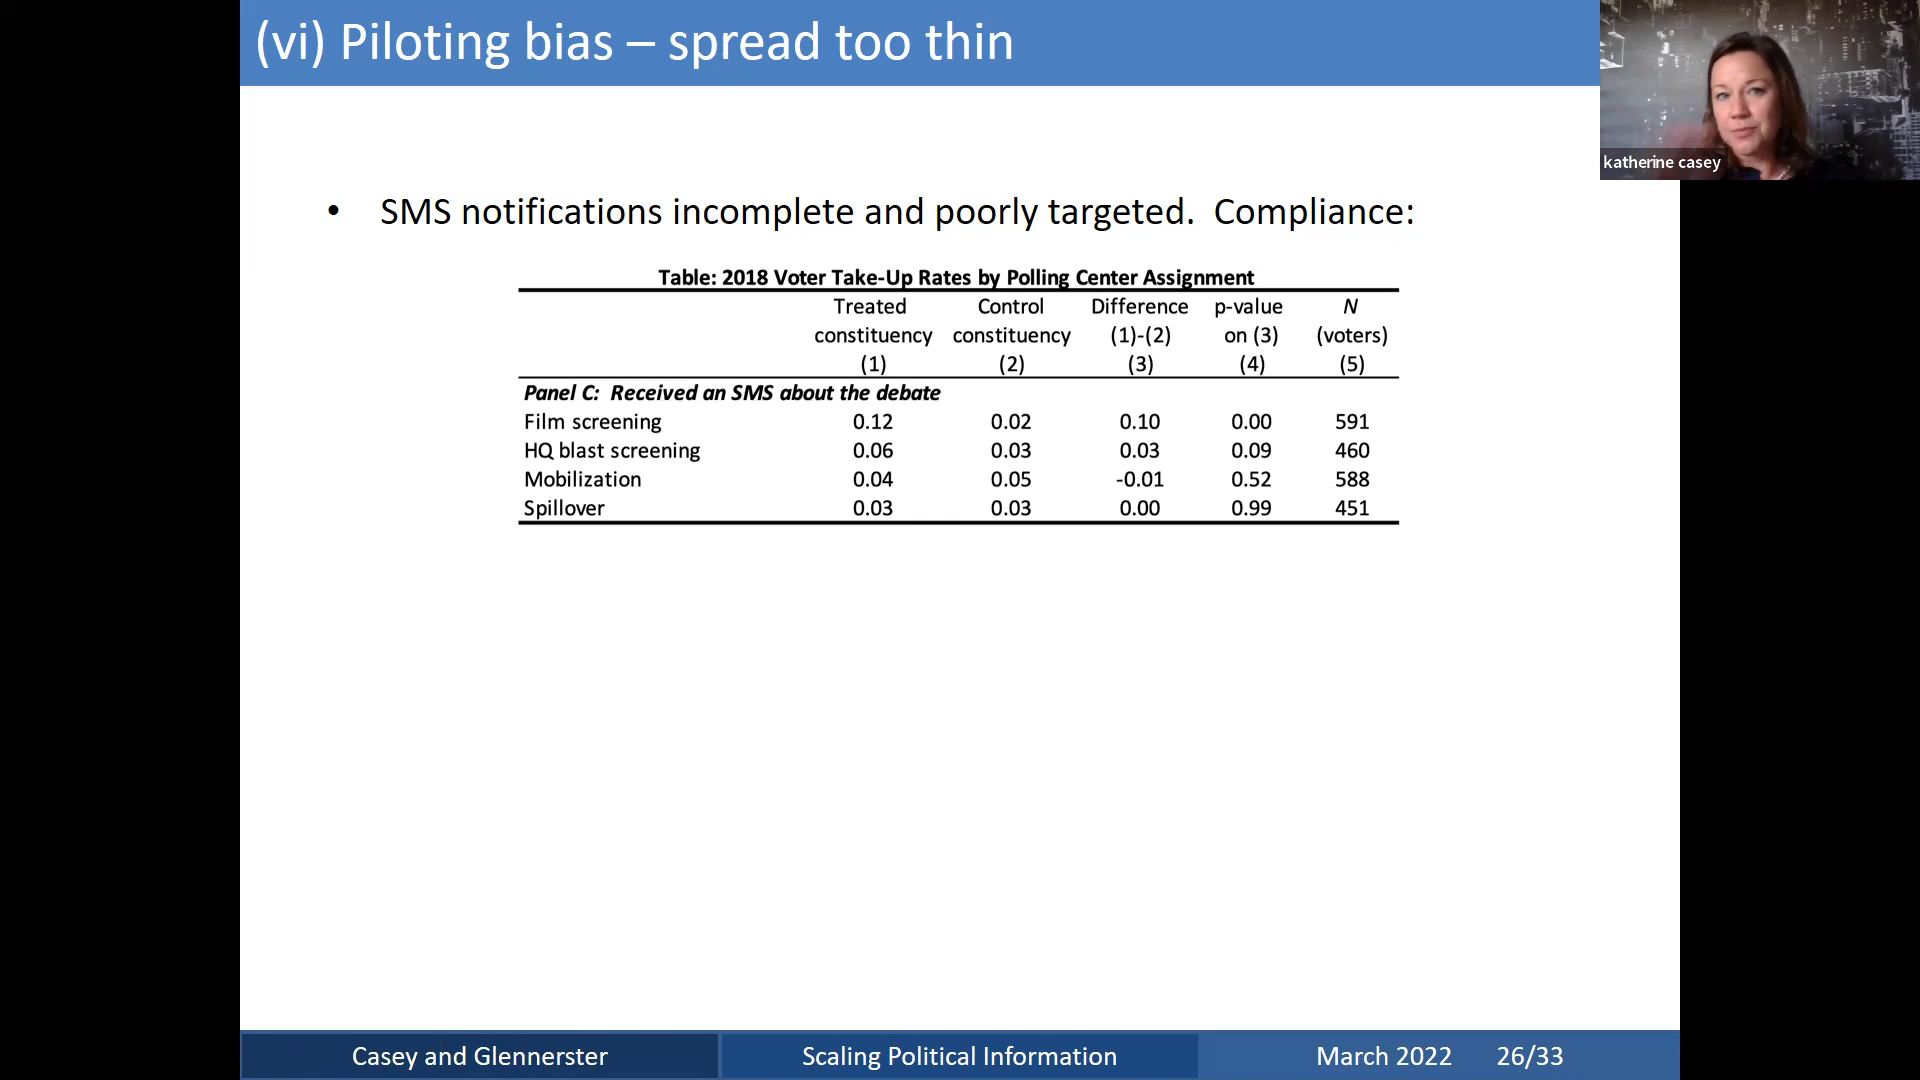 (vi) Piloting bias – spread too thin
katherine casey
• SMS notifications incomplete and poorly targeted. Compliance:
Table: 2018 Voter Take-Up Rates by Polling Center Assignment
Treated Control Difference p-value N
constituency constituency (1)-(2) on (3) (voters)
(1) (2) (3) (4) (5)
Panel C: Received an SMS about the debate
Film screening 0.12 0.02 0.10 0.00 591
HQ blast screening 0.06 0.03 0.03 0.09 460
Mobilization 0.04 0.05 -0.01 0.52 588
Spillover 0.03 0.03 0.00 0.99 451
Casey and Glennerster Scaling Political Information March 2022 26/33